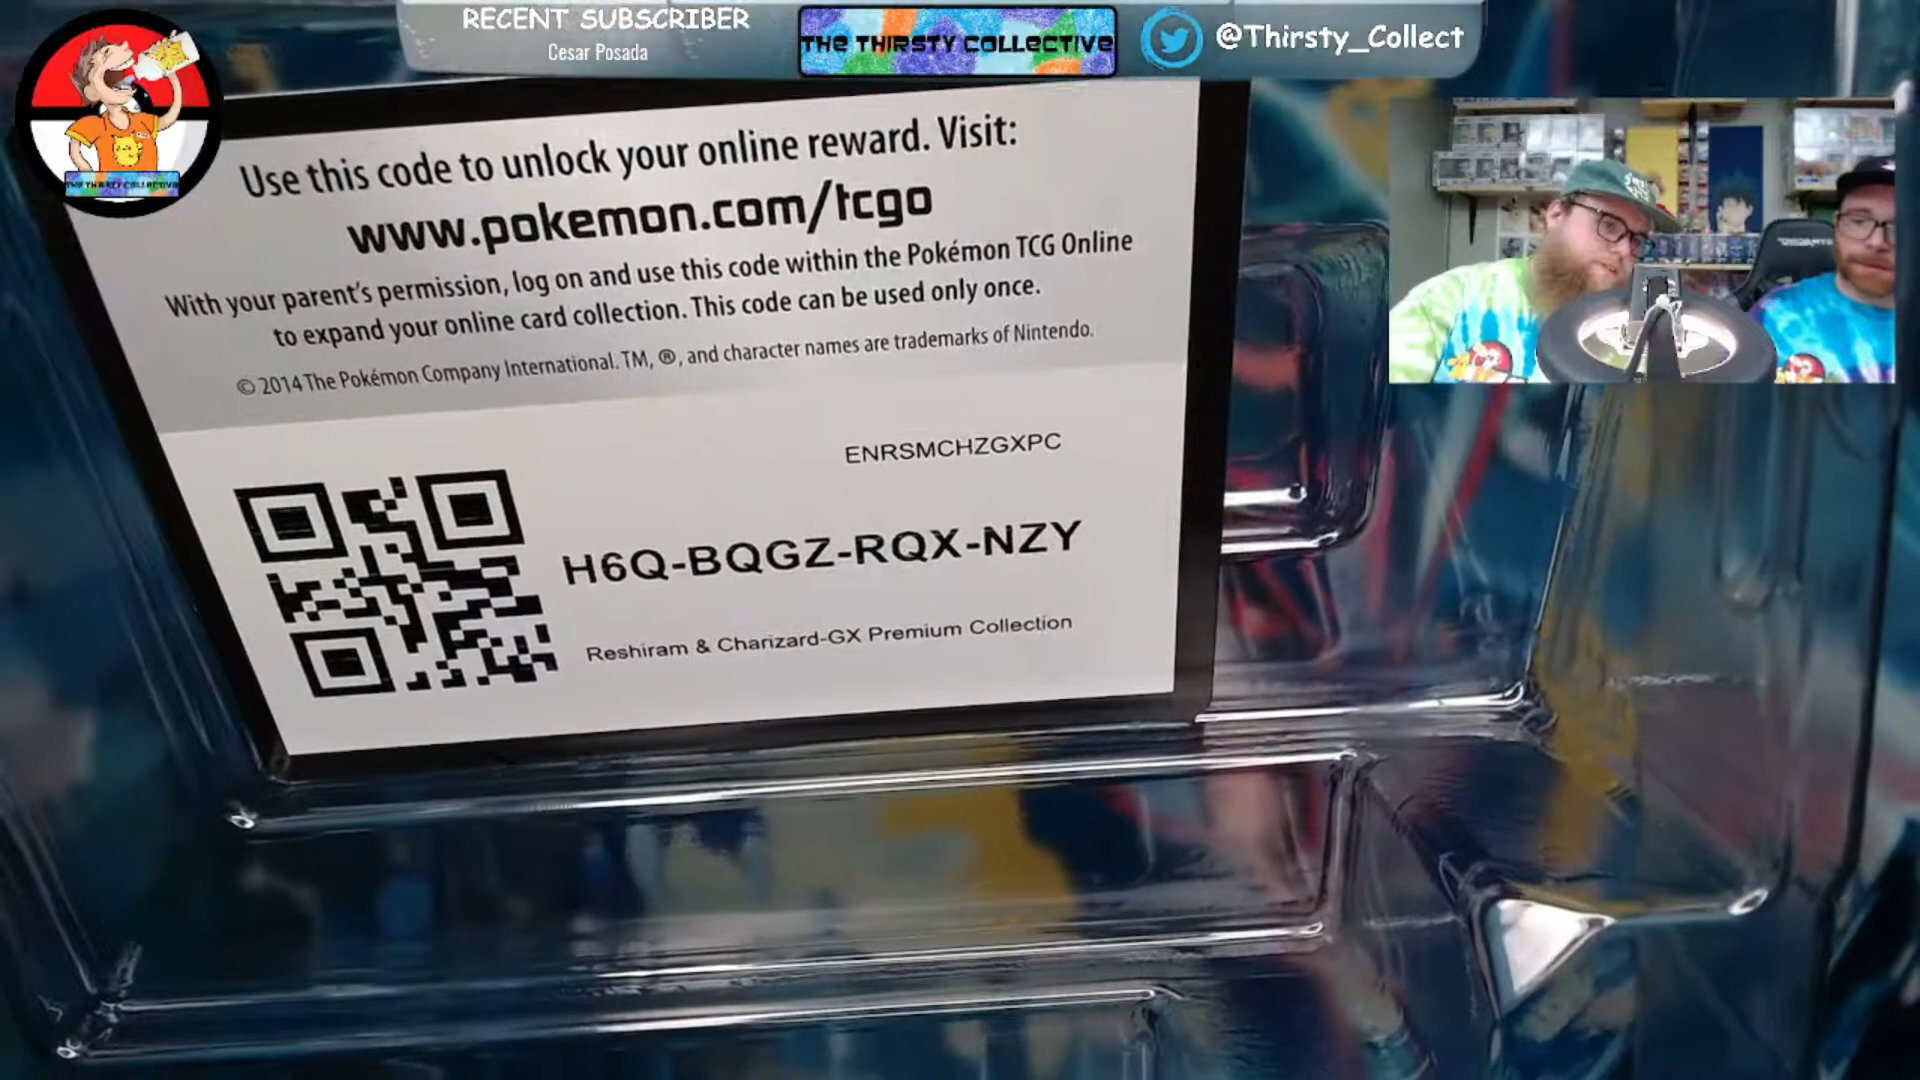 RECENT SUBSCRIBER
Cesar Posada
THE THIRSTY COLLECTIVE
@Thirsty_Collect
THE THIRSTY COLLECTIVE
Use this code to unlock your online reward. Visit:
www.pokemon.com/tcgo
With your parent's permission, log on and use this code within the Pokémon TCG Online
to expand your online card collection. This code can be used only once.
© 2014 The Pokémon Company International. TM, ®, and character names are trademarks of Nintendo.
ENRSMCHZGXPC
H6Q-BQGZ-RQX-NZY
Reshiram & Charizard-GX Premium Collection